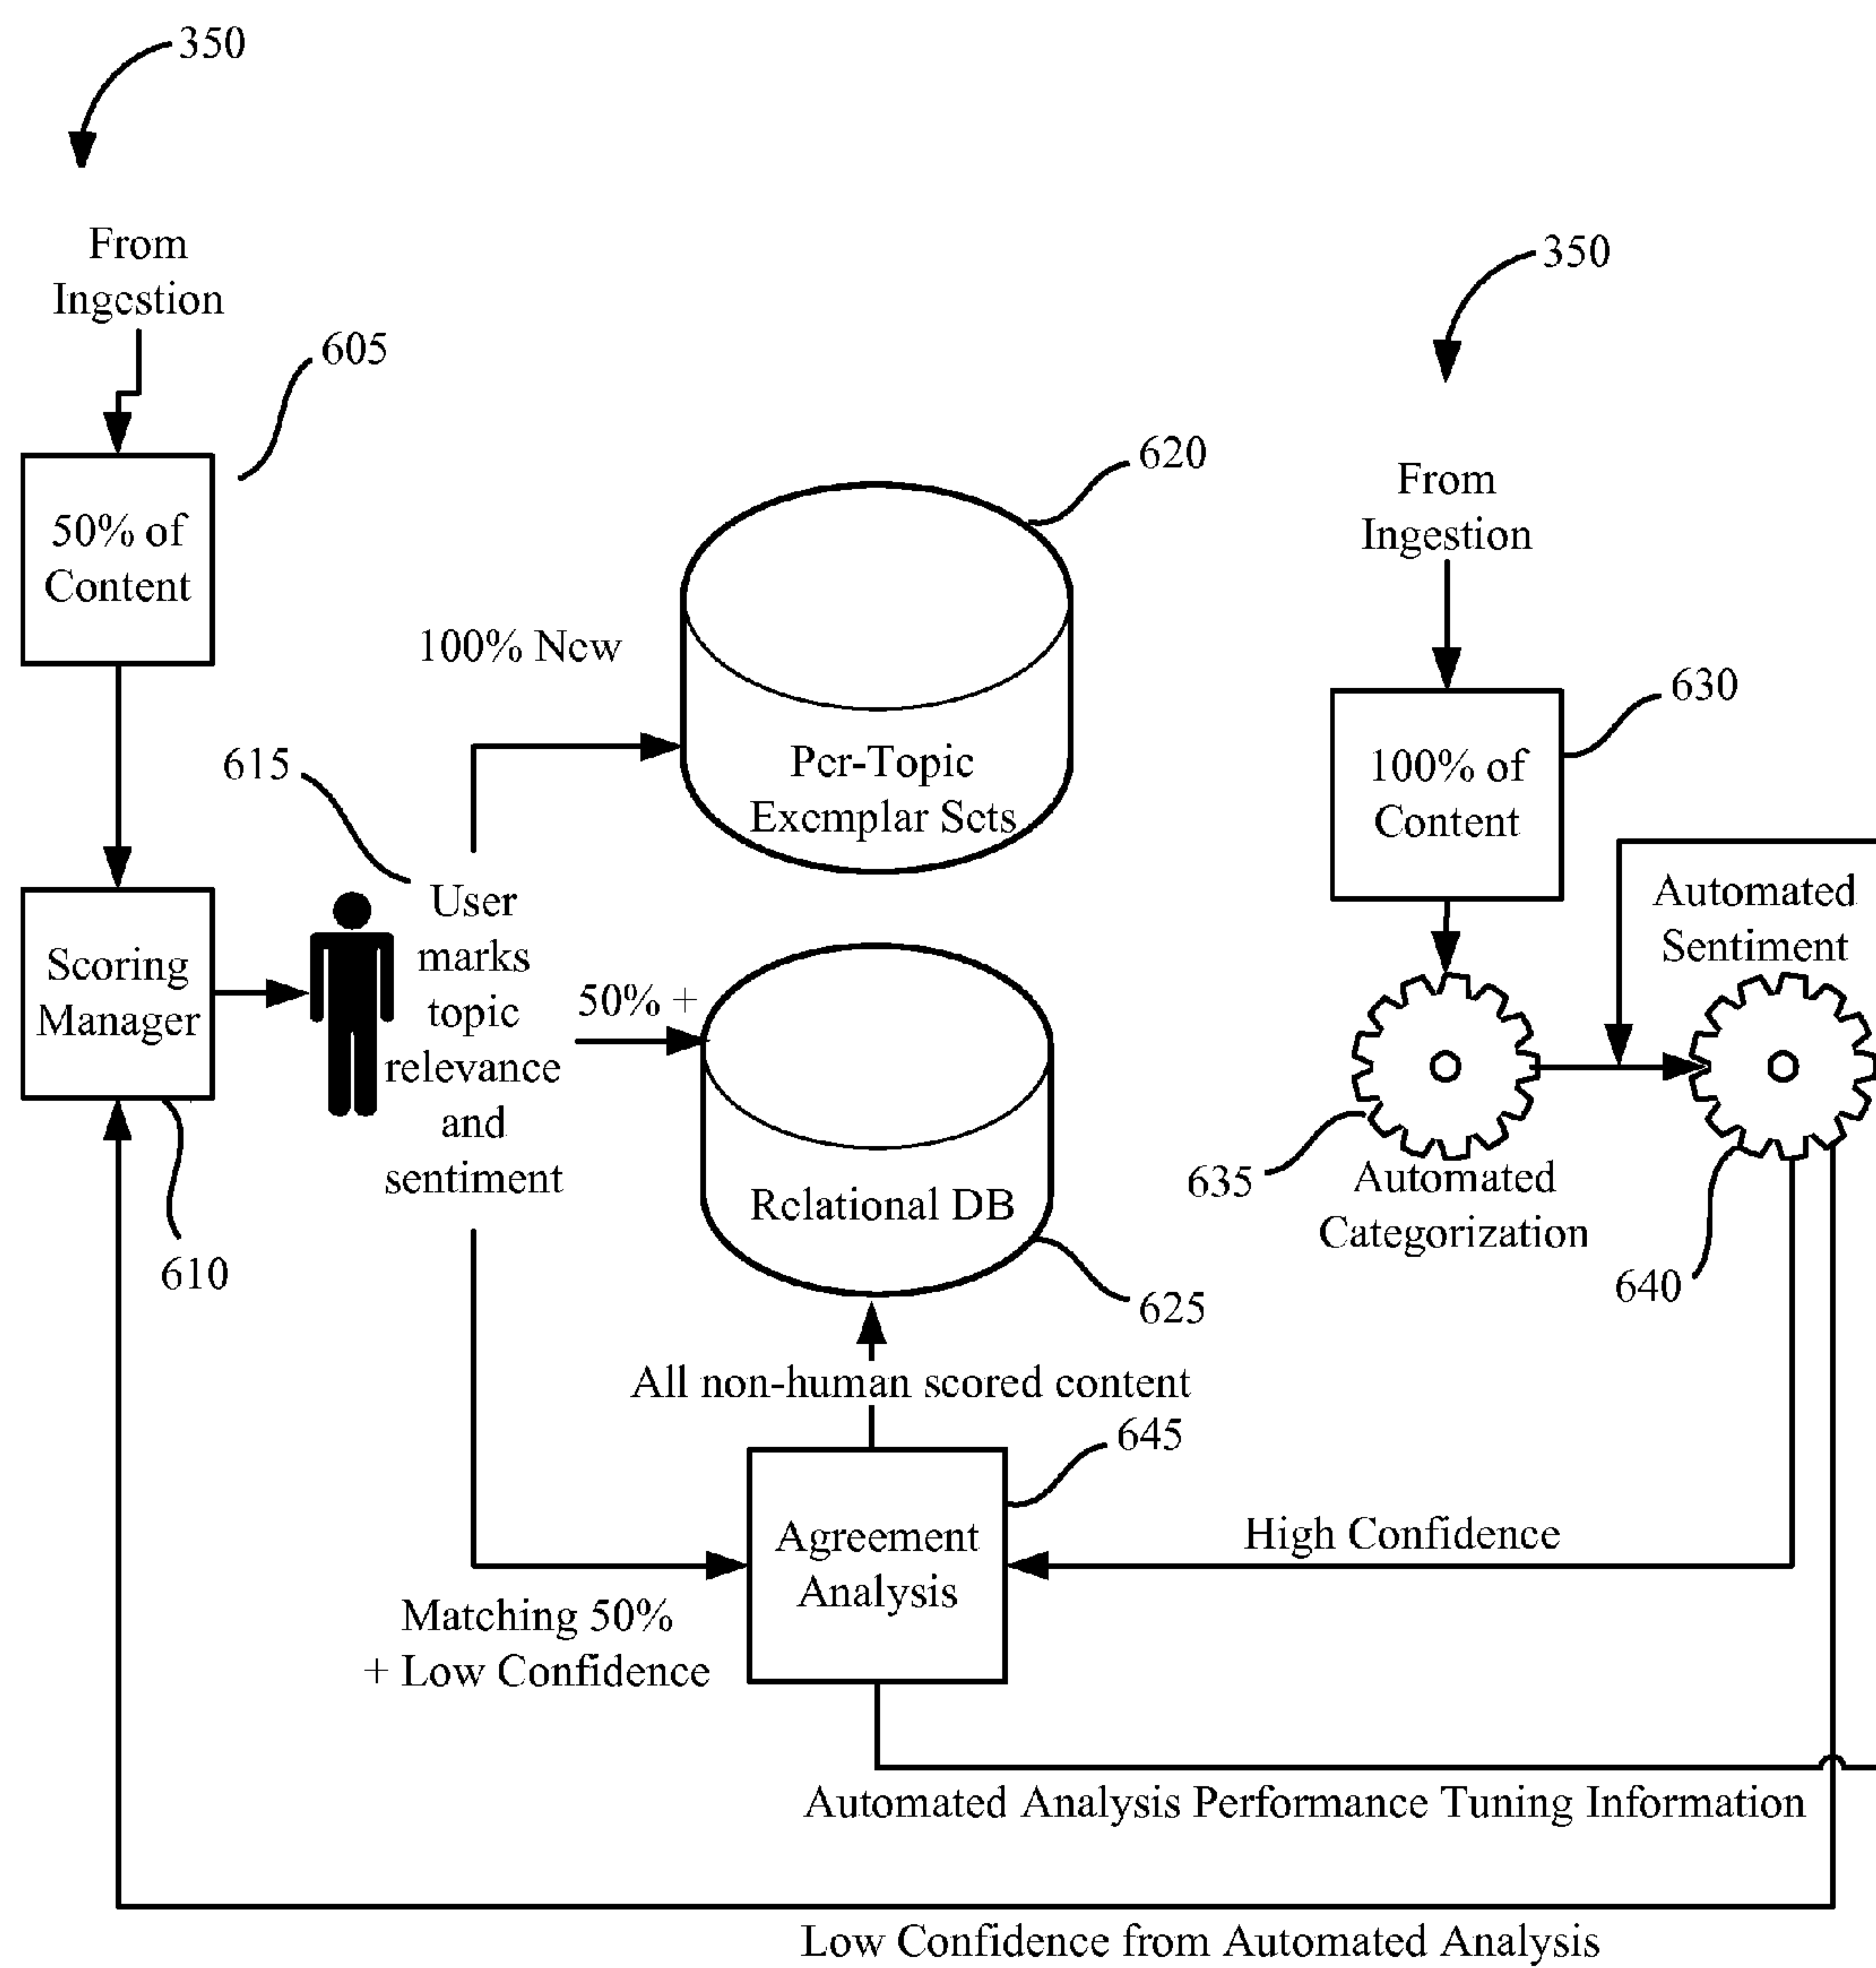 350
From
Ingestion
605
50% of
Content
350
From
Ingestion
620
100% New
Per-Topic
Exemplar Sets
630
100% of
Content
615
User
marks
topic
relevance
and
sentiment
Scoring
Manager
610
50% +
Relational DB
625
Automated
Sentiment
635
Automated
Categorization
640
All non-human scored content
645
Agreement
Analysis
High Confidence
Matching 50%
+ Low Confidence
Automated Analysis Performance Tuning Information
Low Confidence from Automated Analysis